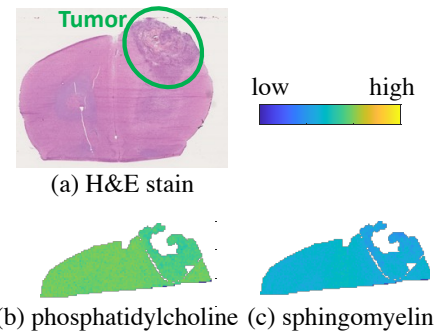 Tumor
low high
(a) H&E stain
(b) phosphatidylcholine (c) sphingomyelin